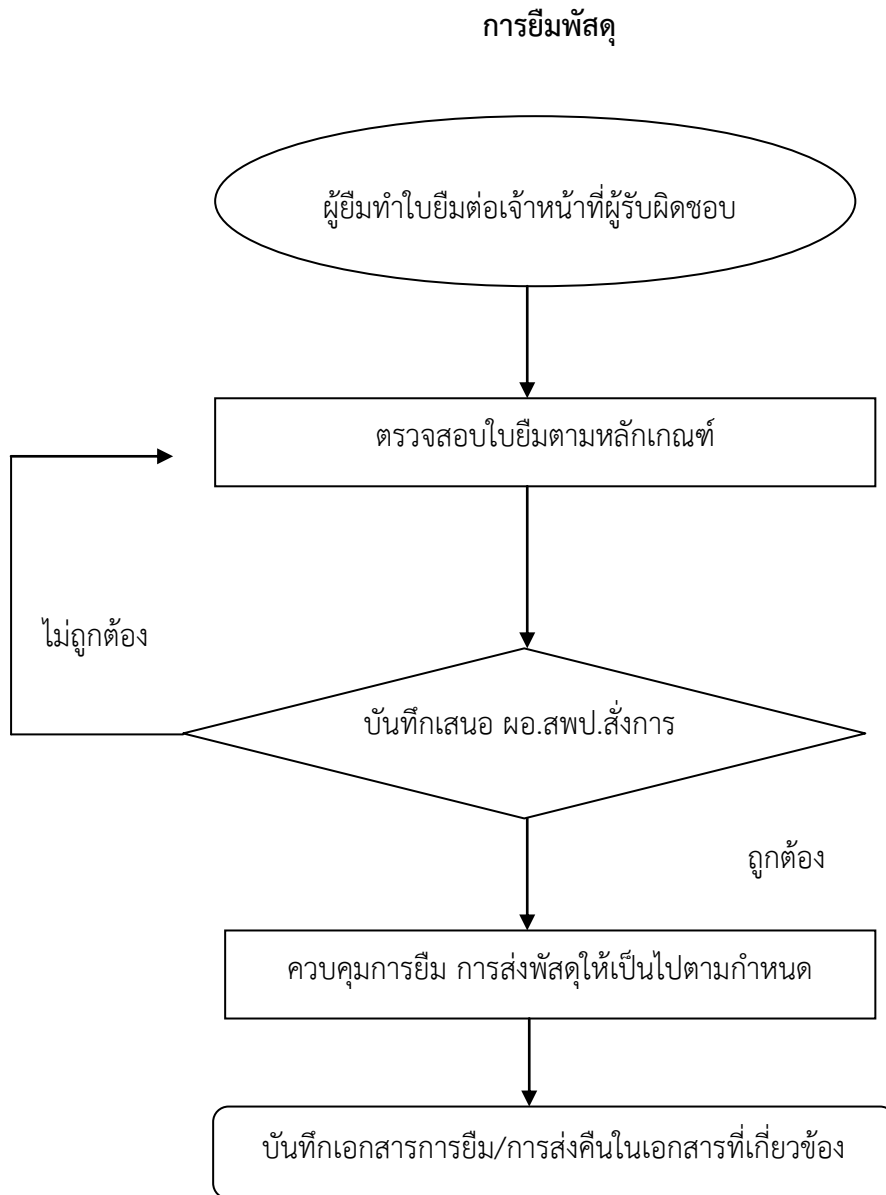 การยืมพัสดุ
ผู้ยืมทำใบยืมต่อเจ้าหน้าที่ผู้รับผิดชอบ
ตรวจสอบใบยืมตามหลักเกณฑ์
ไม่ถูกต้อง
บันทึกเสนอ ผอ.สพป.สั่งการ
ถูกต้อง
ควบคุมการยืม การส่งพัสดุให้เป็นไปตามกำหนด
บันทึกเอกสารการยืม/การส่งคืนในเอกสารที่เกี่ยวข้อง